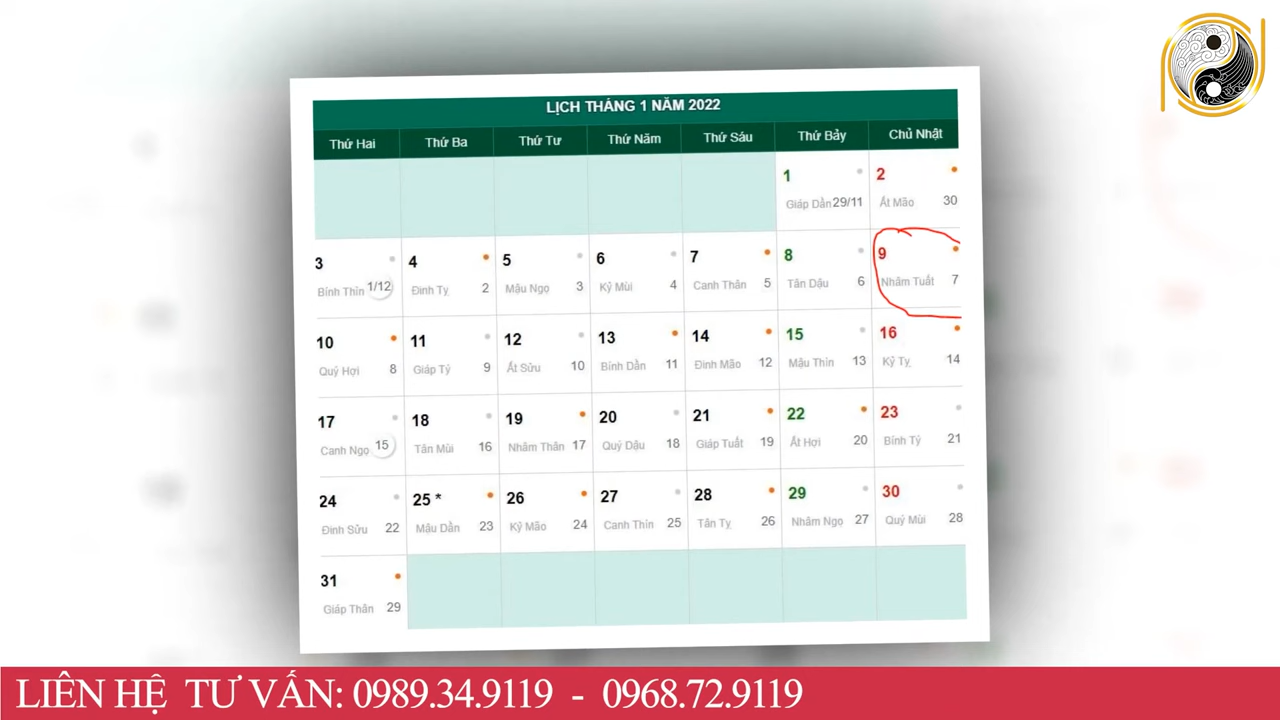 LỊCH THÁNG 1 NĂM 2022
Thứ Hai Thứ Ba Thứ Tư Thứ Năm Thứ Sáu Thứ Bảy Chủ Nhật
1 2
Giáp Dần 29/11 Ất Mão 30
3 4 5 6 7 8 9
Bính Thìn 1/12 Đinh Tỵ 2 Mậu Ngọ 3 Kỷ Mùi 4 Canh Thân 5 Tân Dậu 6 Nhâm Tuất 7
10 11 12 13 14 15 16
Quý Hợi 8 Giáp Tý 9 Ất Sửu 10 Bính Dần 11 Đinh Mão 12 Mậu Thìn 13 Kỷ Tỵ 14
17 18 19 20 21 22 23
Canh Ngọ 15 Tân Mùi 16 Nhâm Thân 17 Quý Dậu 18 Giáp Tuất 19 Ất Hợi 20 Bính Tý 21
24 25 * 26 27 28 29 30
Đinh Sửu 22 Mậu Dần 23 Kỷ Mão 24 Canh Thìn 25 Tân Tỵ 26 Nhâm Ngọ 27 Quý Mùi 28
31
Giáp Thân 29
LIÊN HỆ TƯ VẤN: 0989.34.9119 - 0968.72.9119